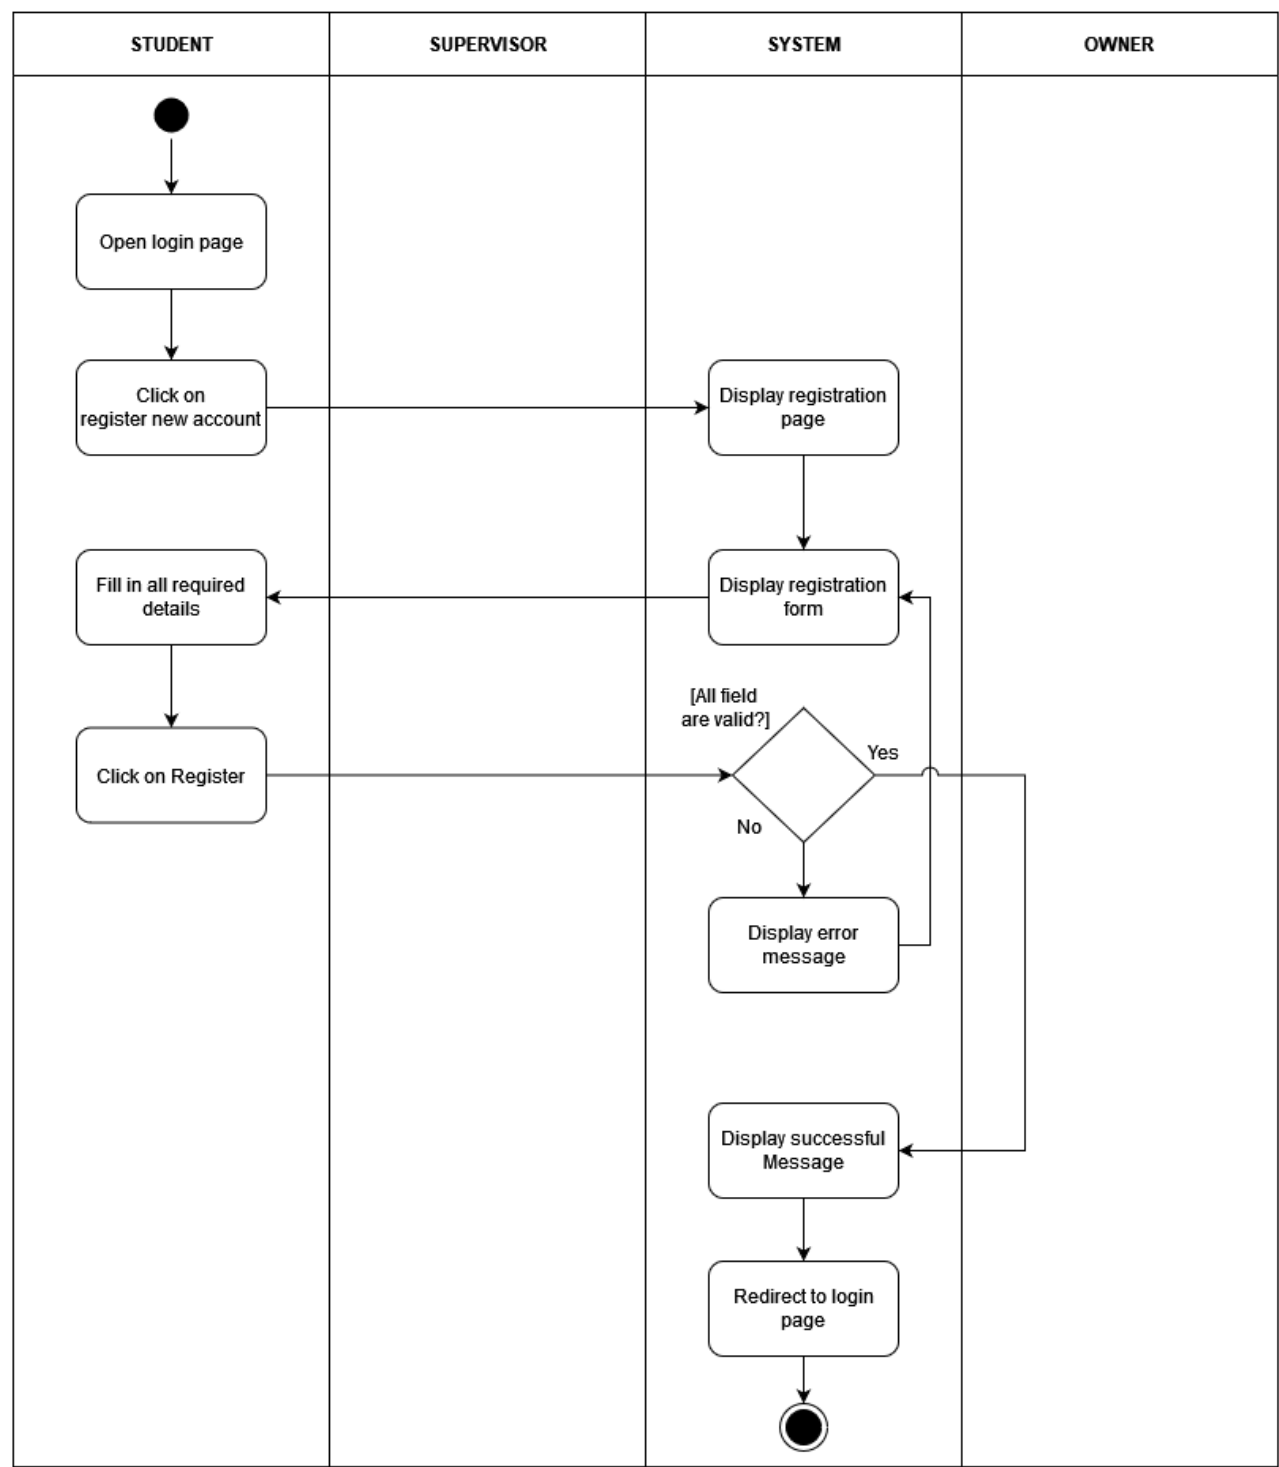 STUDENT
SUPERVISOR
SYSTEM
OWNER
Open login page
Click on
register new account
Display registration
page
Fill in all required
details
Display registration
form
[All field
are valid?]
Yes
Click on Register
No
Display error
message
Display successful
Message
Redirect to login
page